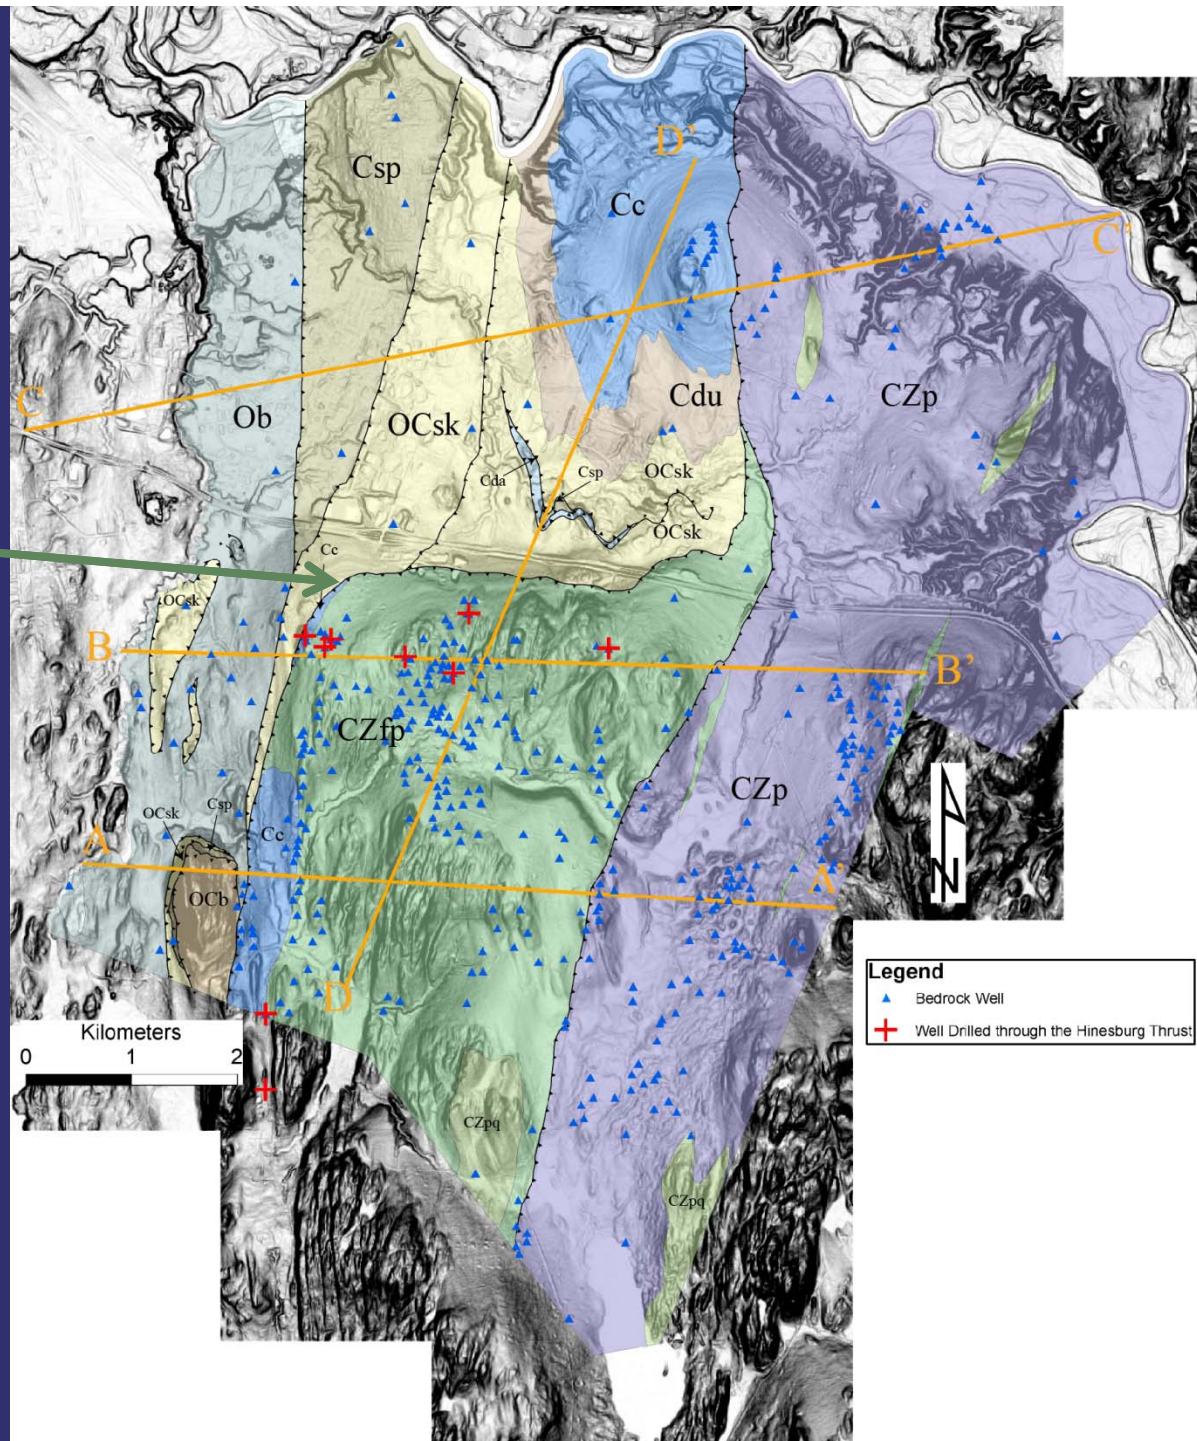 D'
Csp
Cc
C'
CZp
C
Cdu
Ob
OCsk
Csp
OCsk
Cda
OCsk
Cc
OCsk
B
B'
CZfp
CZp
Csp
OCsk
A
Cc
A'
OCb
N
Legend
Bedrock Well
Well Drilled through the Hinesburg Thrust
D
Kilometers
0 1 2
CZpq
CZpq